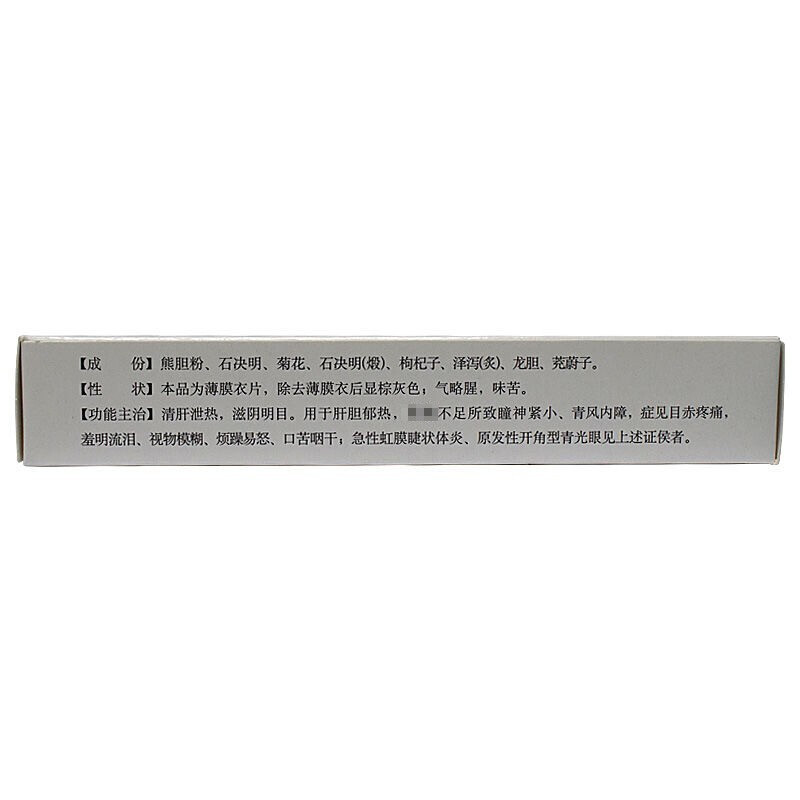 【成　份】熊胆粉、石决明、菊花、石决明(煅)、枸杞子、泽泻(炙)、龙胆、茺蔚子。
【性　状】本品为薄膜衣片，除去薄膜衣后显棕灰色；气略腥，味苦。
【功能主治】清肝泄热，滋阴明目。用于肝胆郁热，不足所致瞳神紧小、青风内障，症见目赤疼痛，
羞明流泪、视物模糊、烦躁易怒、口苦咽干；急性虹膜睫状体炎、原发性开角型青光眼见上述证侯者。